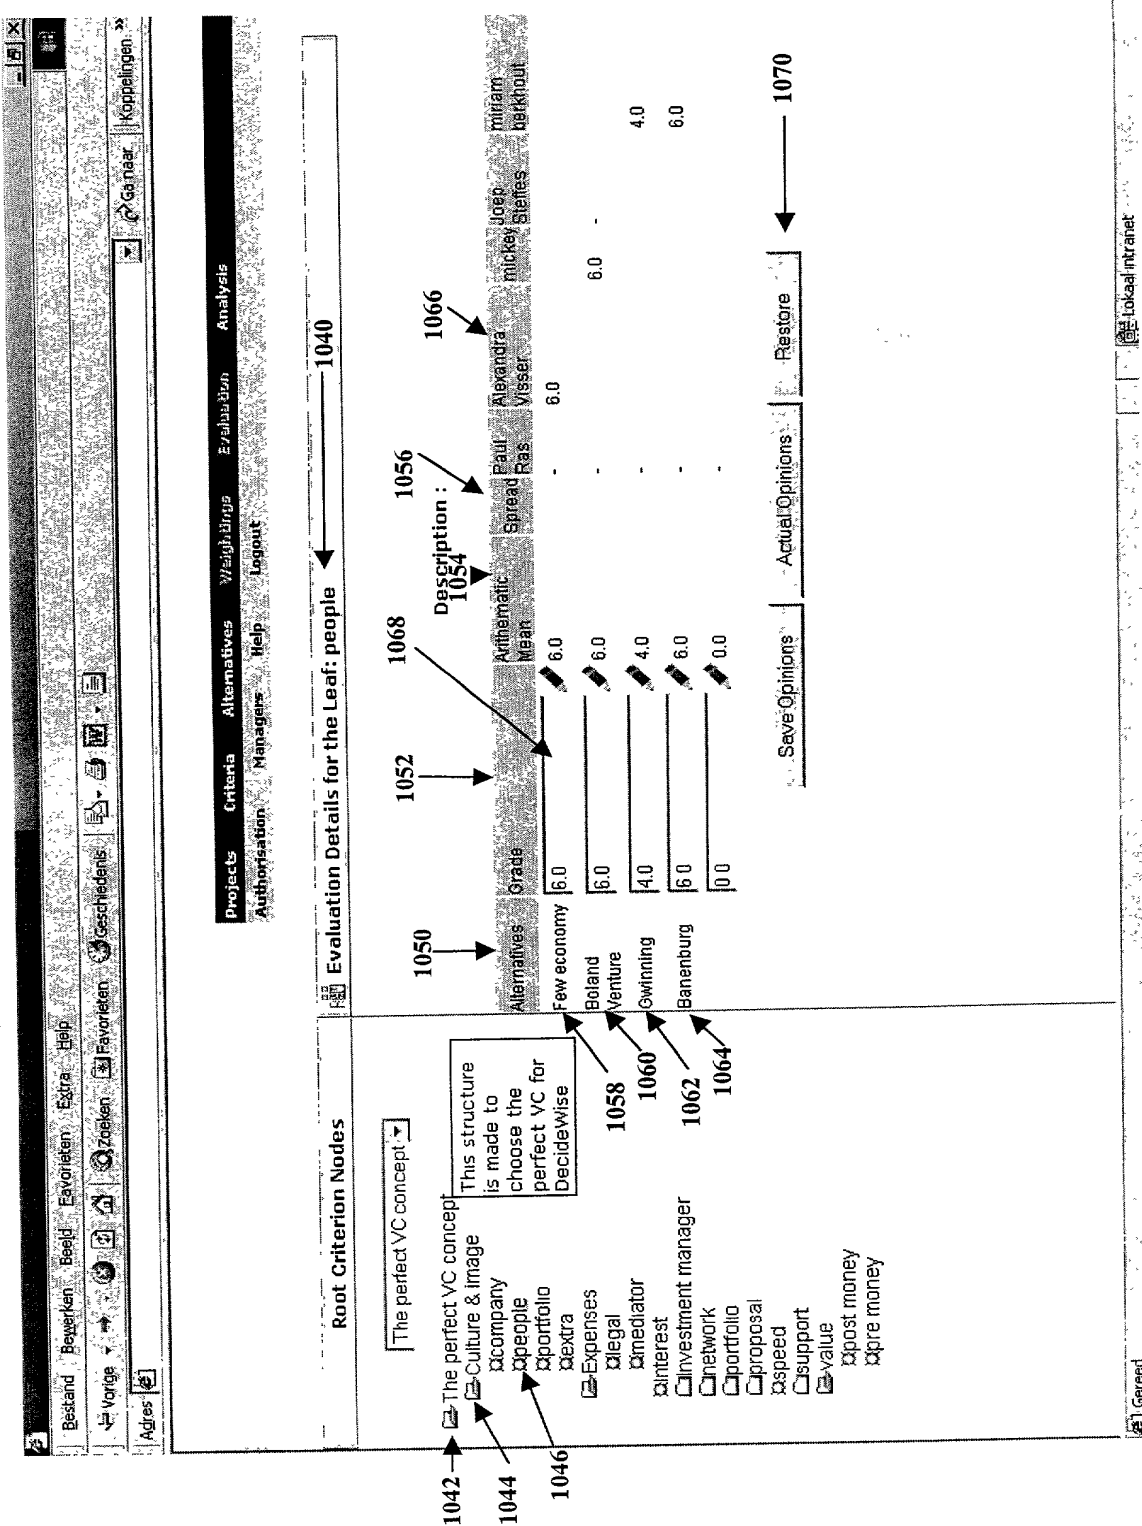 Bestand Bewerken Beeld Favorieten Extra Help
Vorige Zoeken Favorieten Geschiedenis
Adres Ga naar Koppelingen »
Projects Criteria Alternatives Weightings Evaluation Analysis
Authorisation Managers Help Logout
Root Criterion Nodes
Evaluation Details for the Leaf: people
1040
The perfect VC concept
1042
The perfect VC concept
1044
Culture & image
company
1046
people
portfolio
extra
Expenses
legal
mediator
interest
Investment manager
network
portfolio
proposal
speed
support
value
post money
pre money
This structure
is made to
choose the
perfect VC for
DecideWise
Description :
1050 1052 1068 1054 1056 1066
Alternatives Grade Arithematic Mean Spread Paul Ras Alexandra Visser mickey Joep Steffes miriam berkhout
Few economy 6.0 6.0 - 6.0
Boland Venture 6.0 6.0 - 6.0 -
Gwinning 4.0 4.0 - 4.0
Banenburg 6.0 6.0 - 6.0
0.0 0.0 -
1058
1060
1062
1064
Save Opinions Actual Opinions Restore
1070
Gereed Lokaal intranet